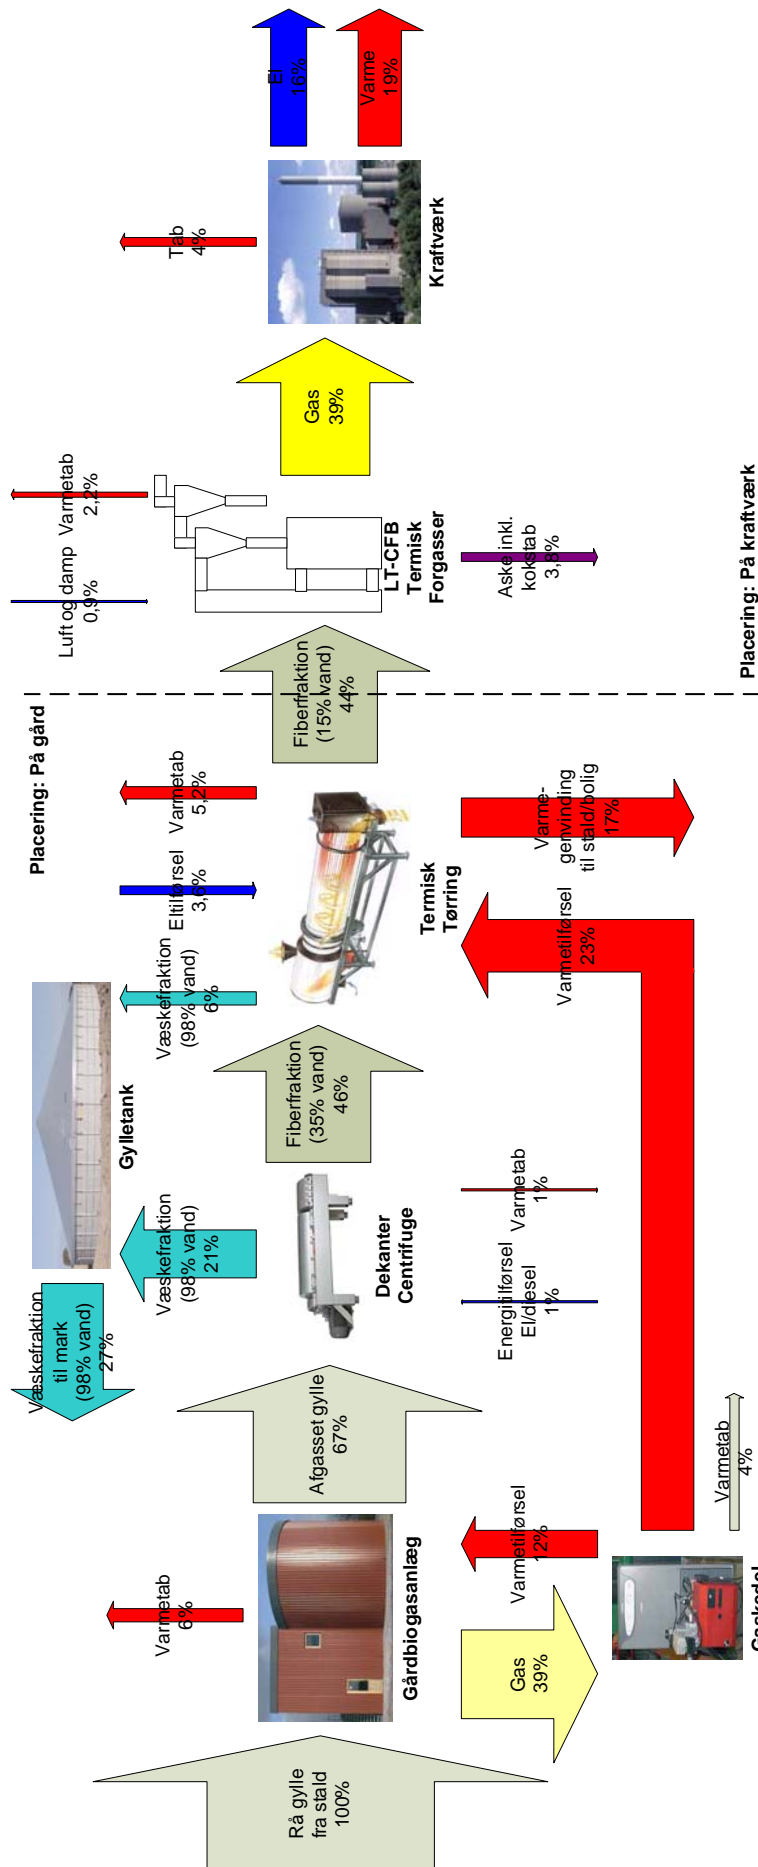 Rå gylle
fra stald
100%
Varmetab
6%
Gårdbiogasanlæg
Gas
39%
Varmetilførsel
12%
Varmetab
4%
Afgasset gylle
67%
Væskefraktion
til mark
(98% vand)
27%
Gylletank
Væskefraktion
(98% vand)
21%
Dekanter
Centrifuge
Energitilførsel
El/diesel
1%
Varmetab
1%
Fiberfraktion
(35% vand)
46%
Væskefraktion
(98% vand)
6%
Eltilførsel
3,6%
Varmetab
5,2%
Termisk
Tørring
Varmetilførsel
23%
Varme-
genvinding
til stald/bolig
17%
Placering: På gård
Fiberfraktion
(15% vand)
44%
Luft og damp
0,9%
Varmetab
2,2%
LT-CFB
Termisk
Forgasser
Aske inkl.
kokstab
3,8%
Gas
39%
Tab
4%
Kraftværk
El
16%
Varme
19%
Placering: På kraftværk